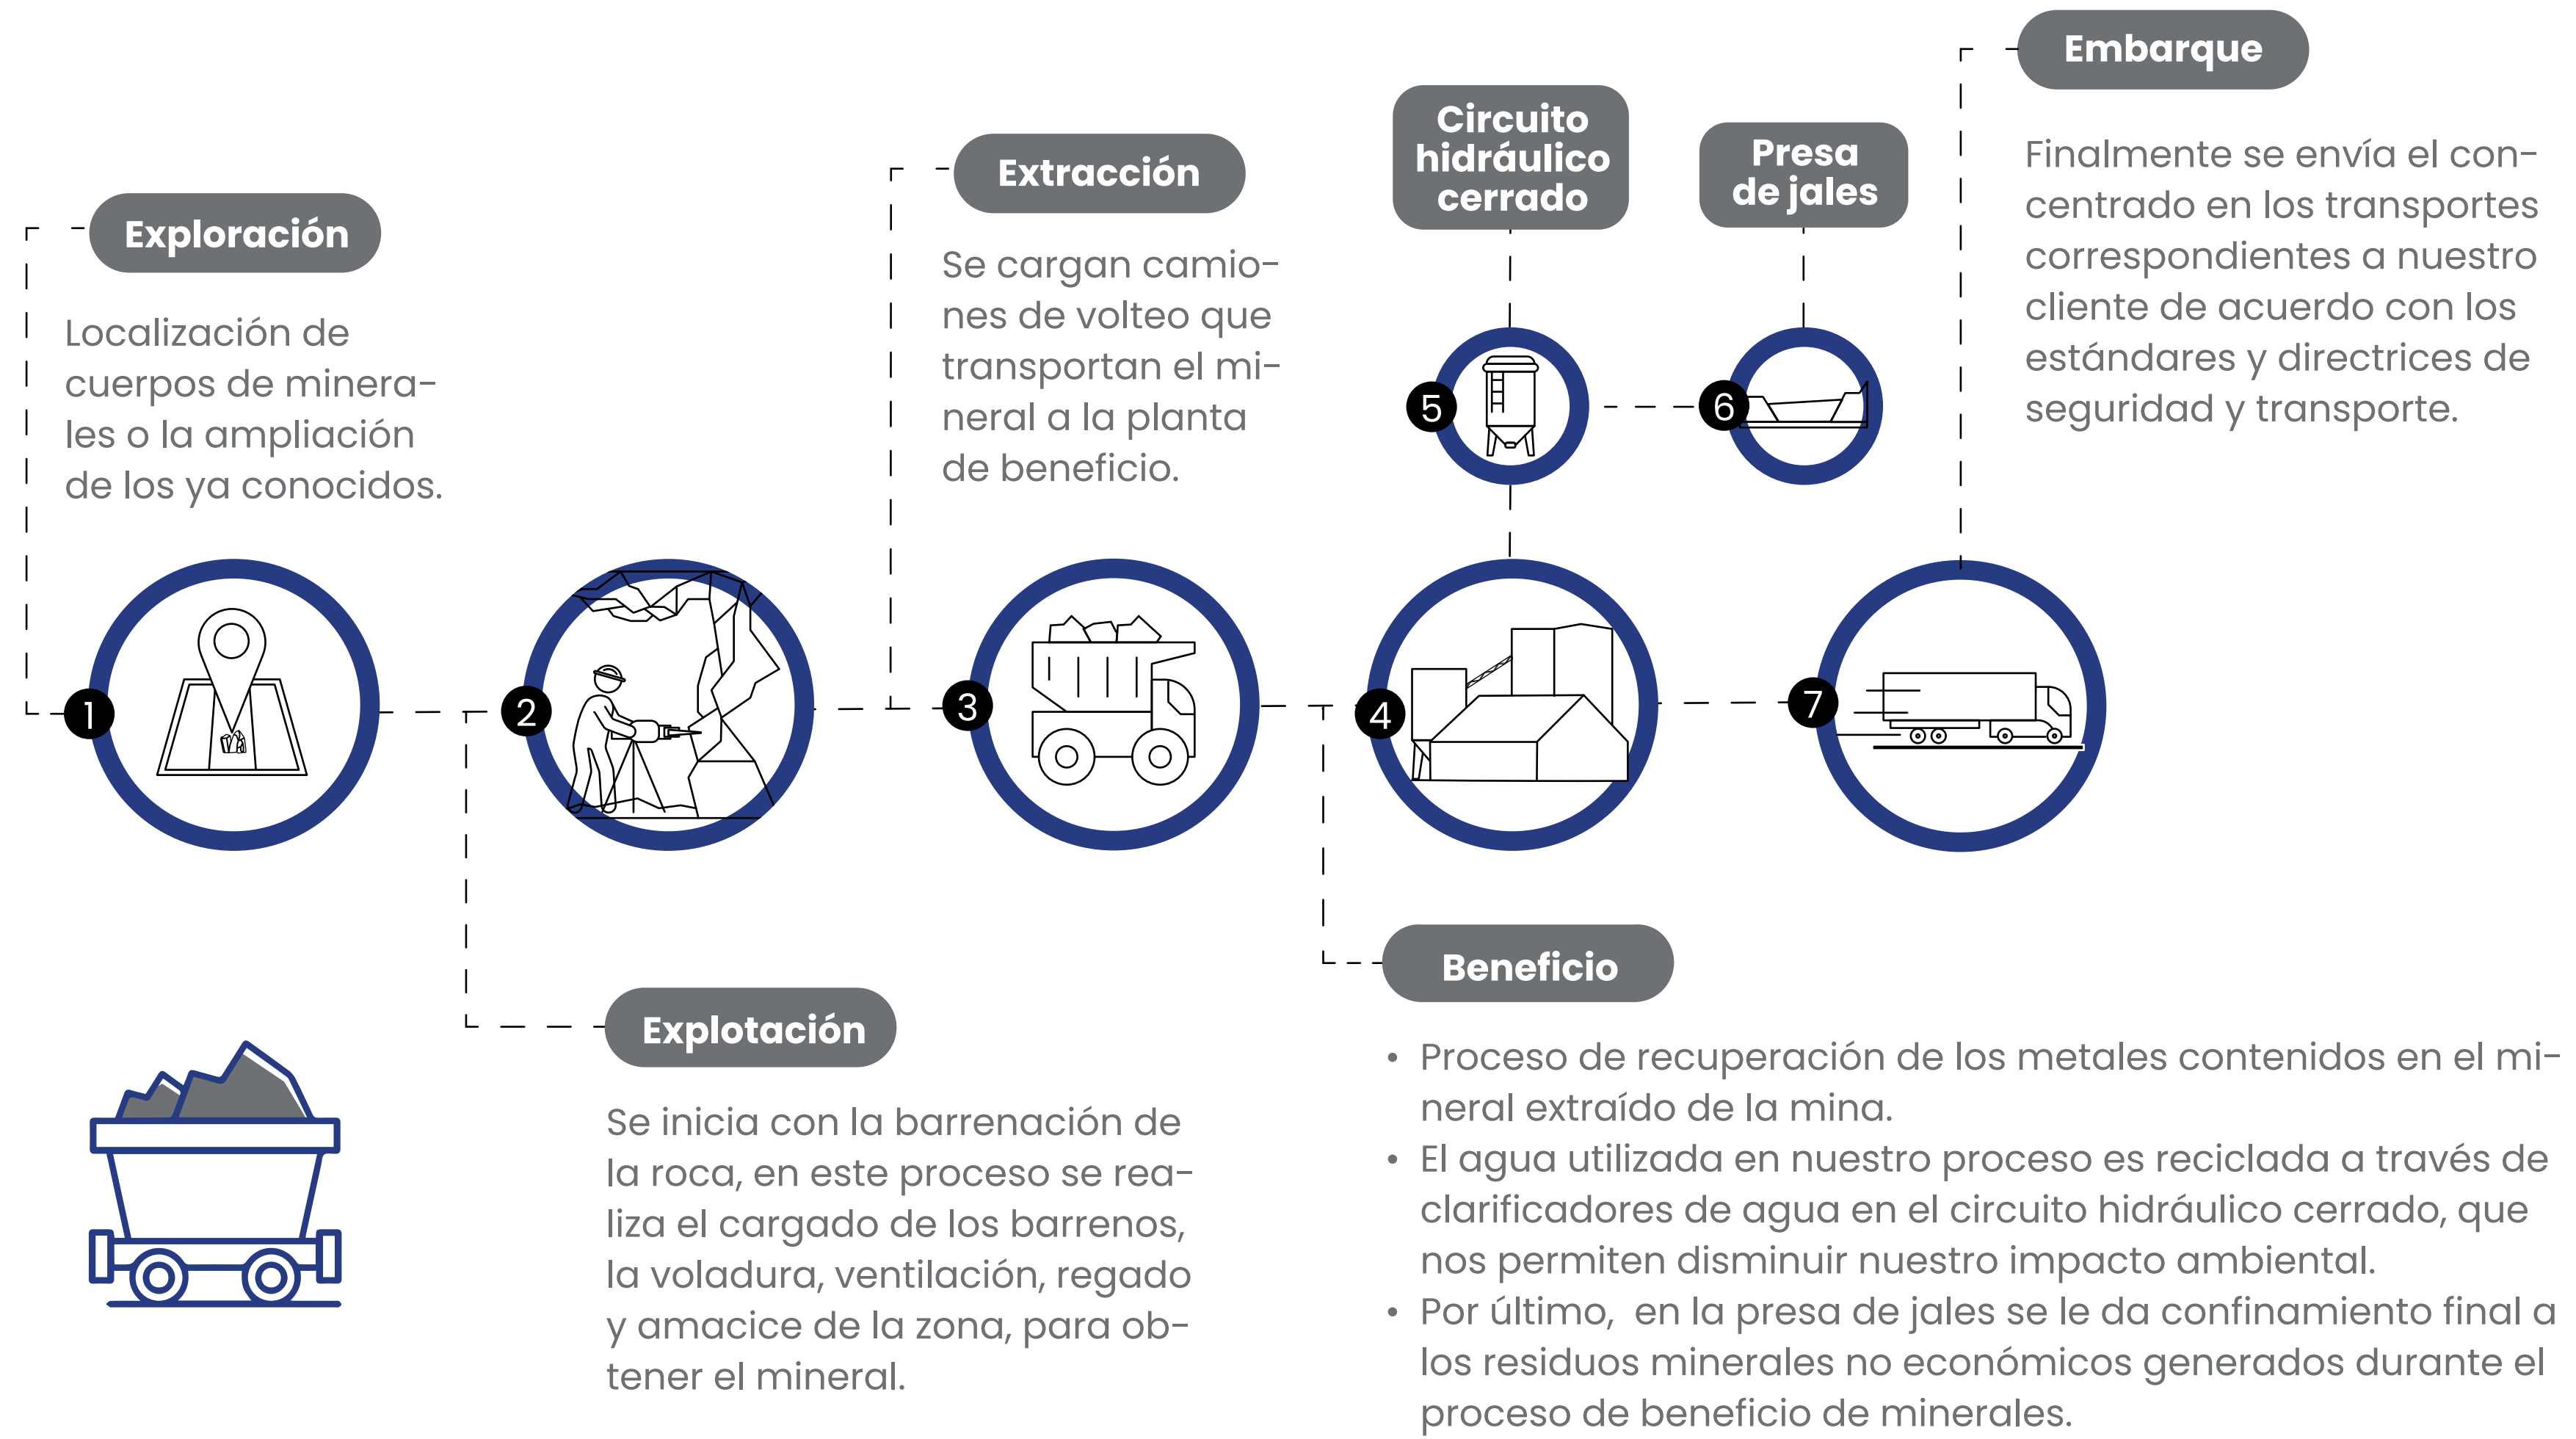 Exploración
Localización de
cuerpos de minera-
les o la ampliación
de los ya conocidos.
1
Explotación
Se inicia con la barrenación de
la roca, en este proceso se rea-
liza el cargado de los barrenos,
la voladura, ventilación, regado
y amacice de la zona, para ob-
tener el mineral.
2
Extracción
Se cargan camio-
nes de volteo que
transportan el mi-
neral a la planta
de beneficio.
3
4
Beneficio
• Proceso de recuperación de los metales contenidos en el mi-
neral extraído de la mina.
• El agua utilizada en nuestro proceso es reciclada a través de
clarificadores de agua en el circuito hidráulico cerrado, que
nos permiten disminuir nuestro impacto ambiental.
• Por último, en la presa de jales se le da confinamiento final a
los residuos minerales no económicos generados durante el
proceso de beneficio de minerales.
Circuito
hidráulico
cerrado
5
Presa
de jales
6
Embarque
Finalmente se envía el con-
centrado en los transportes
correspondientes a nuestro
cliente de acuerdo con los
estándares y directrices de
seguridad y transporte.
7